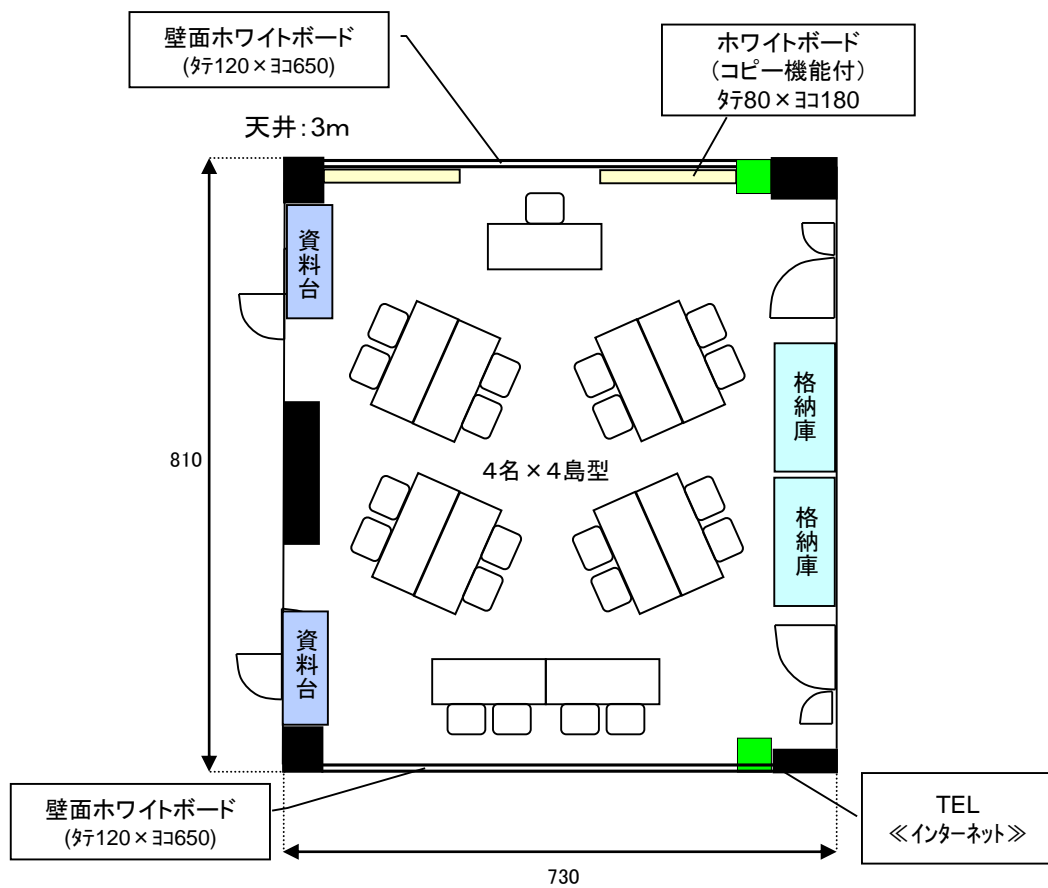 壁面ホワイトボード
(ﾀﾃ120×ﾖｺ650)
ホワイトボード
(コピー機能付)
ﾀﾃ80×ﾖｺ180
天井:3m
資料台
格納庫
810
4名×4島型
格納庫
資料台
壁面ホワイトボード
(ﾀﾃ120×ﾖｺ650)
TEL
≪インターネット≫
730